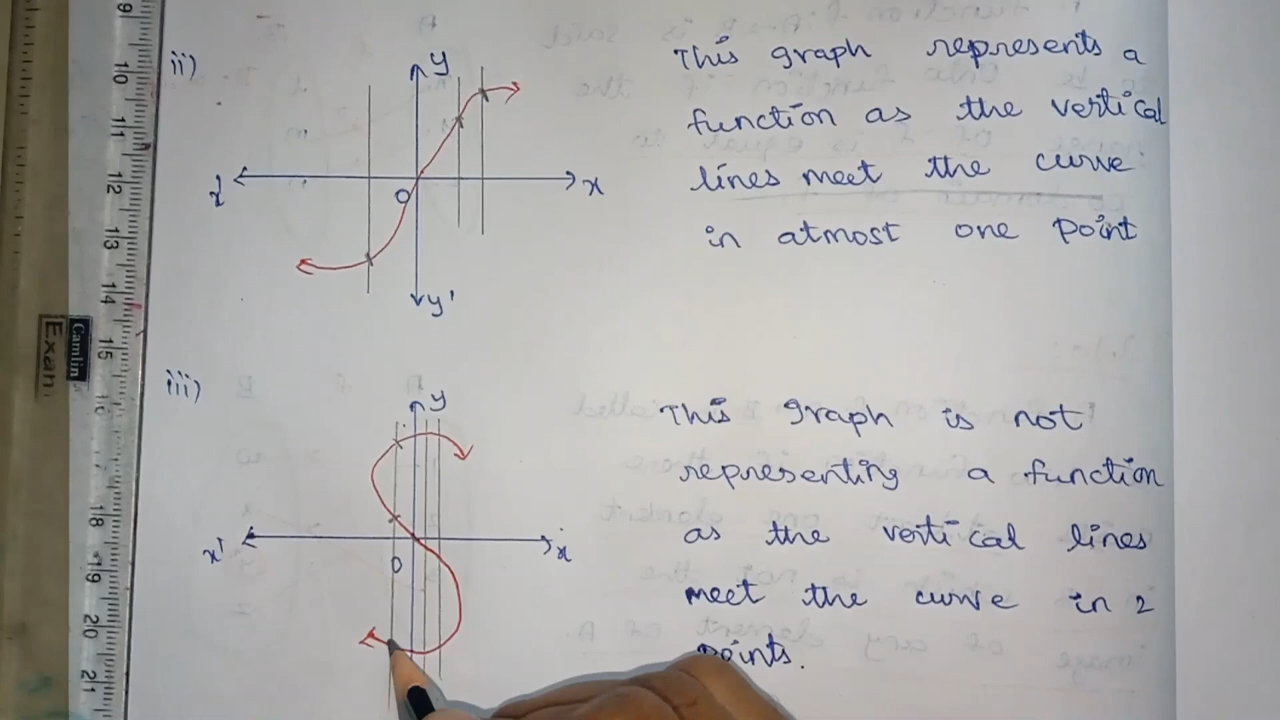 ii)
y
x
O
y'
This graph represents a
function as the vertical
lines meet the curve
in atmost one point
iii)
y
x'
x
O
This graph is not
representing a function
as the vertical lines
meet the curve in 2
points.
9
10
11
12
13
14
15
18
19
20
21
Camlin
Exam